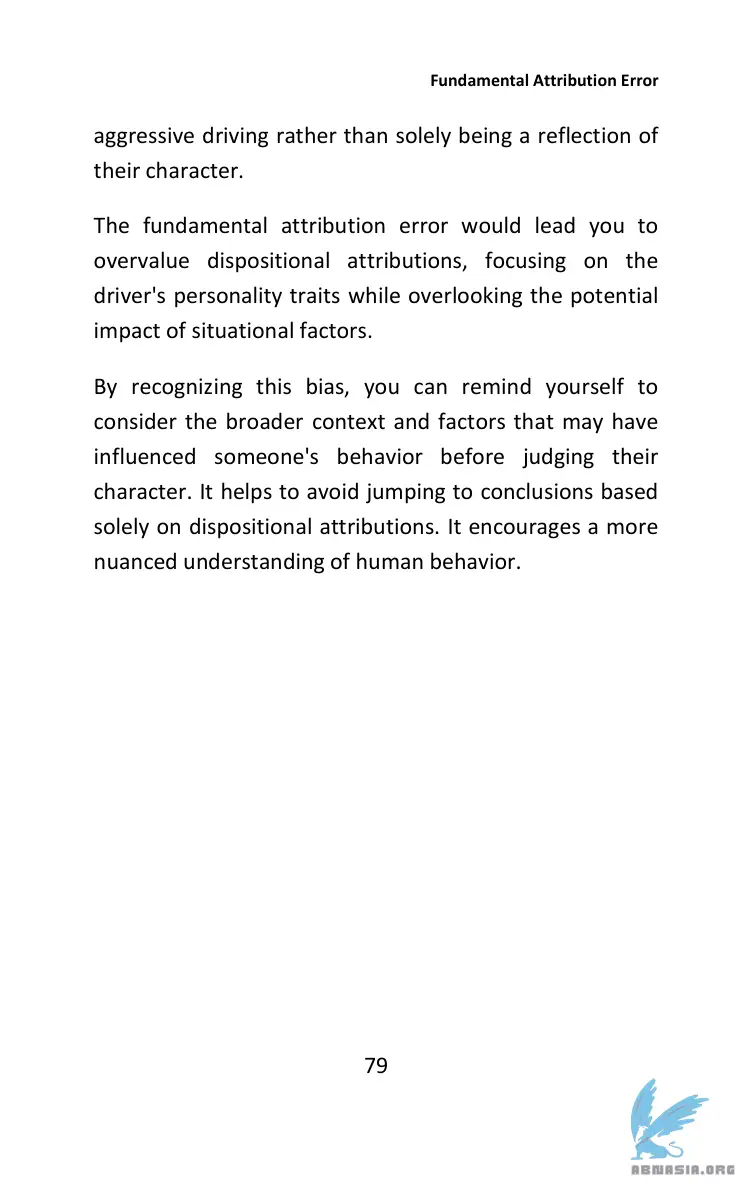 Fundamental Attribution Error
aggressive driving rather than solely being a reflection of
their character.
The fundamental attribution error would lead you to
overvalue dispositional attributions, focusing on the
driver's personality traits while overlooking the potential
impact of situational factors.
By recognizing this bias, you can remind yourself to
consider the broader context and factors that may have
influenced someone's behavior before judging their
character. It helps to avoid jumping to conclusions based
solely on dispositional attributions. It encourages a more
nuanced understanding of human behavior.
79
ABNASIA.ORG